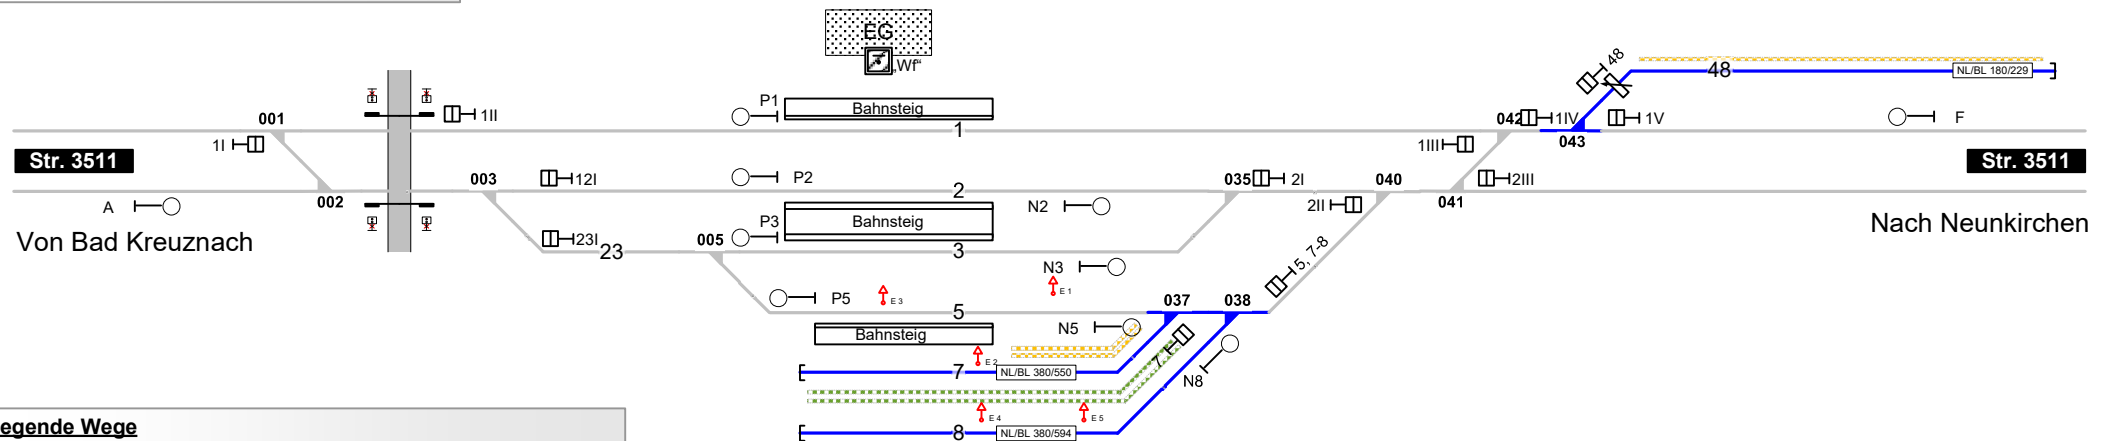 EG
„Wf“
48
48
NL/BL 180/229
P1
Bahnsteig
001
1II
042
1IV
1V
F
1
043
1I
1III
Str. 3511
Str. 3511
003
12I
P2
035
2I
040
2III
2
002
A
N2
2II
041
Bahnsteig
Von Bad Kreuznach
Nach Neunkirchen
23I
005
P3
23
3
5, 7-8
N3
E 1
E 3
P5
037
038
5
N5
Bahnsteig
E 2
7
7
NL/BL 380/550
N8
E 4
E 5
egende Wege
8
NL/BL 380/594